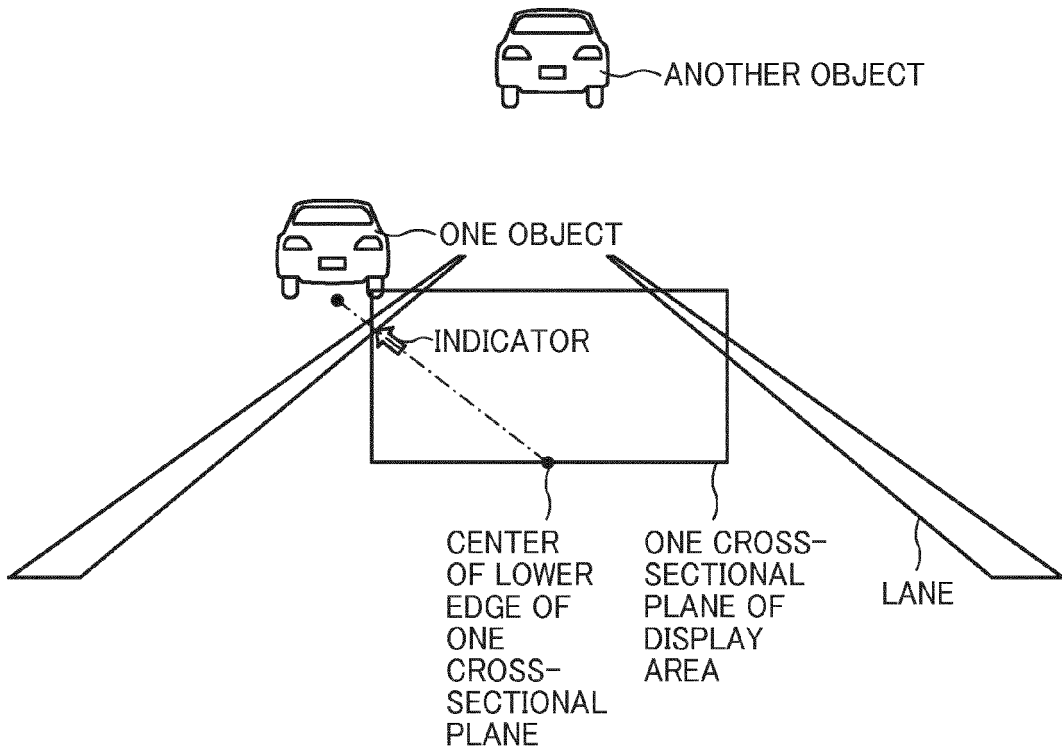 ANOTHER OBJECT
ONE OBJECT
INDICATOR
CENTER
OF LOWER
EDGE OF
ONE
CROSS-
SECTIONAL
PLANE
ONE CROSS-
SECTIONAL
PLANE OF
DISPLAY
AREA
LANE